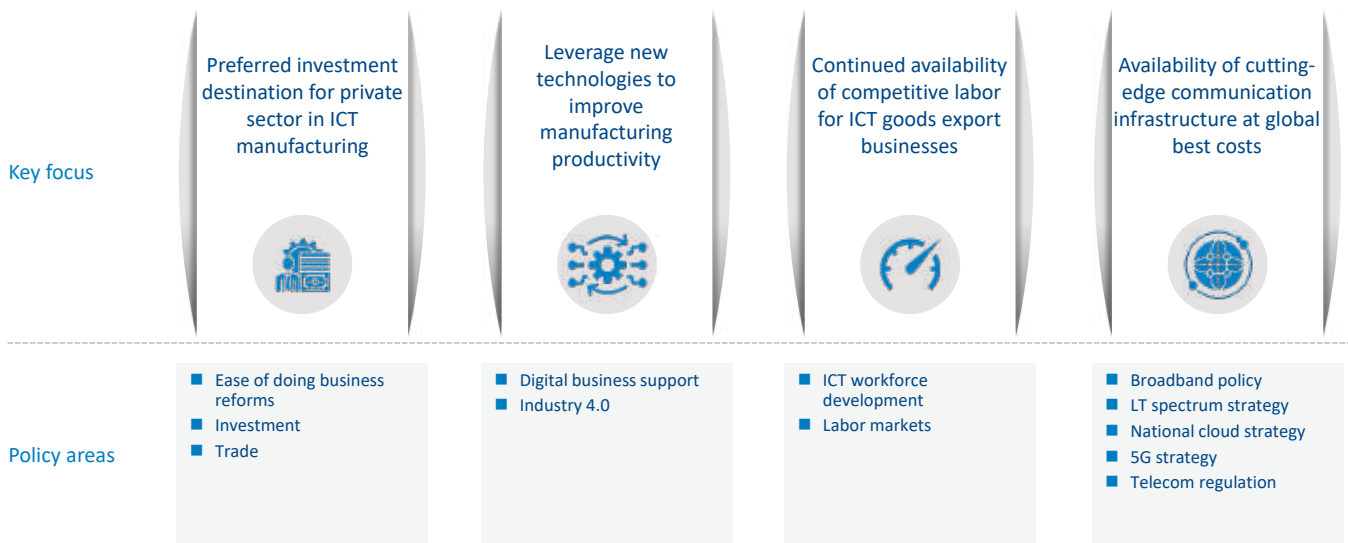 Key focus
Preferred investment
destination for private
sector in ICT
manufacturing
Leverage new
technologies to
improve
manufacturing
productivity
Continued availability
of competitive labor
for ICT goods export
businesses
Availability of cutting-
edge communication
infrastructure at global
best costs
Policy areas
■ Ease of doing business
reforms
■ Investment
■ Trade
■ Digital business support
■ Industry 4.0
■ ICT workforce
development
■ Labor markets
■ Broadband policy
■ LT spectrum strategy
■ National cloud strategy
■ 5G strategy
■ Telecom regulation